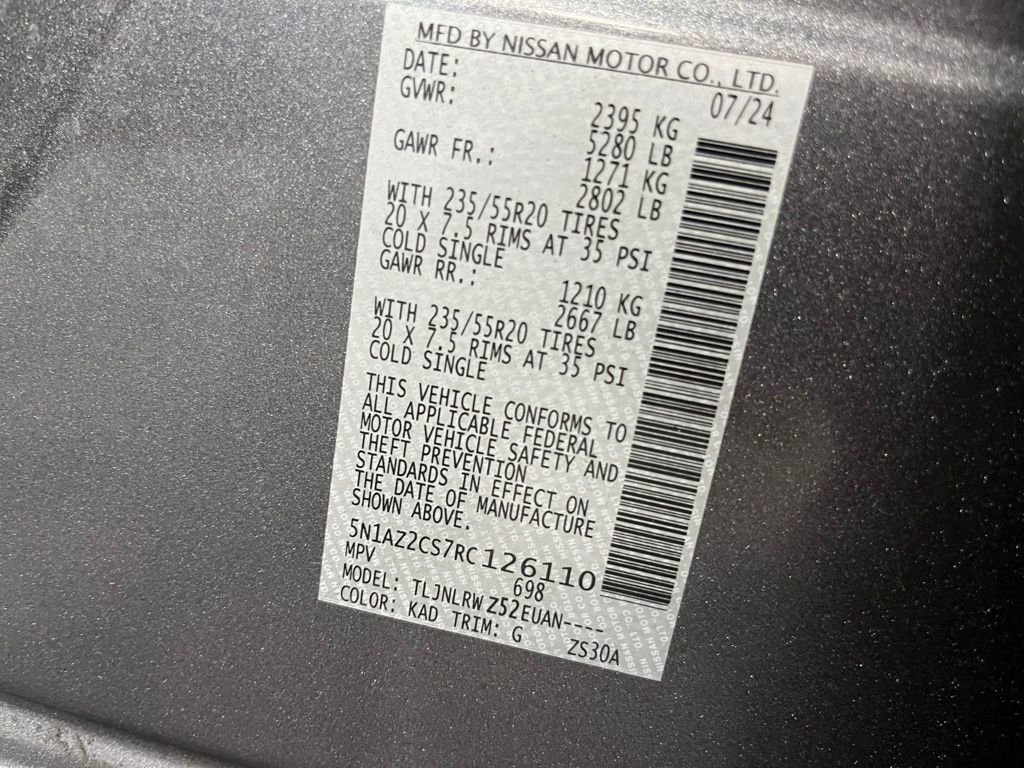 MFD BY NISSAN MOTOR CO., LTD.
DATE: 07/24
GVWR: 2395 KG
5280 LB
GAWR FR.: 1271 KG
2802 LB
WITH 235/55R20 TIRES
20 X 7.5 RIMS AT 35 PSI
COLD SINGLE
GAWR RR.: 1210 KG
2667 LB
WITH 235/55R20 TIRES
20 X 7.5 RIMS AT 35 PSI
COLD SINGLE
THIS VEHICLE CONFORMS TO
ALL APPLICABLE FEDERAL
MOTOR VEHICLE SAFETY AND
THEFT PREVENTION
STANDARDS IN EFFECT ON
THE DATE OF MANUFACTURE
SHOWN ABOVE.
5N1AZ2CS7RC126110
MPV 698
MODEL: TLJNLRWZ52EUAN----
COLOR: KAD TRIM: G ZS30A